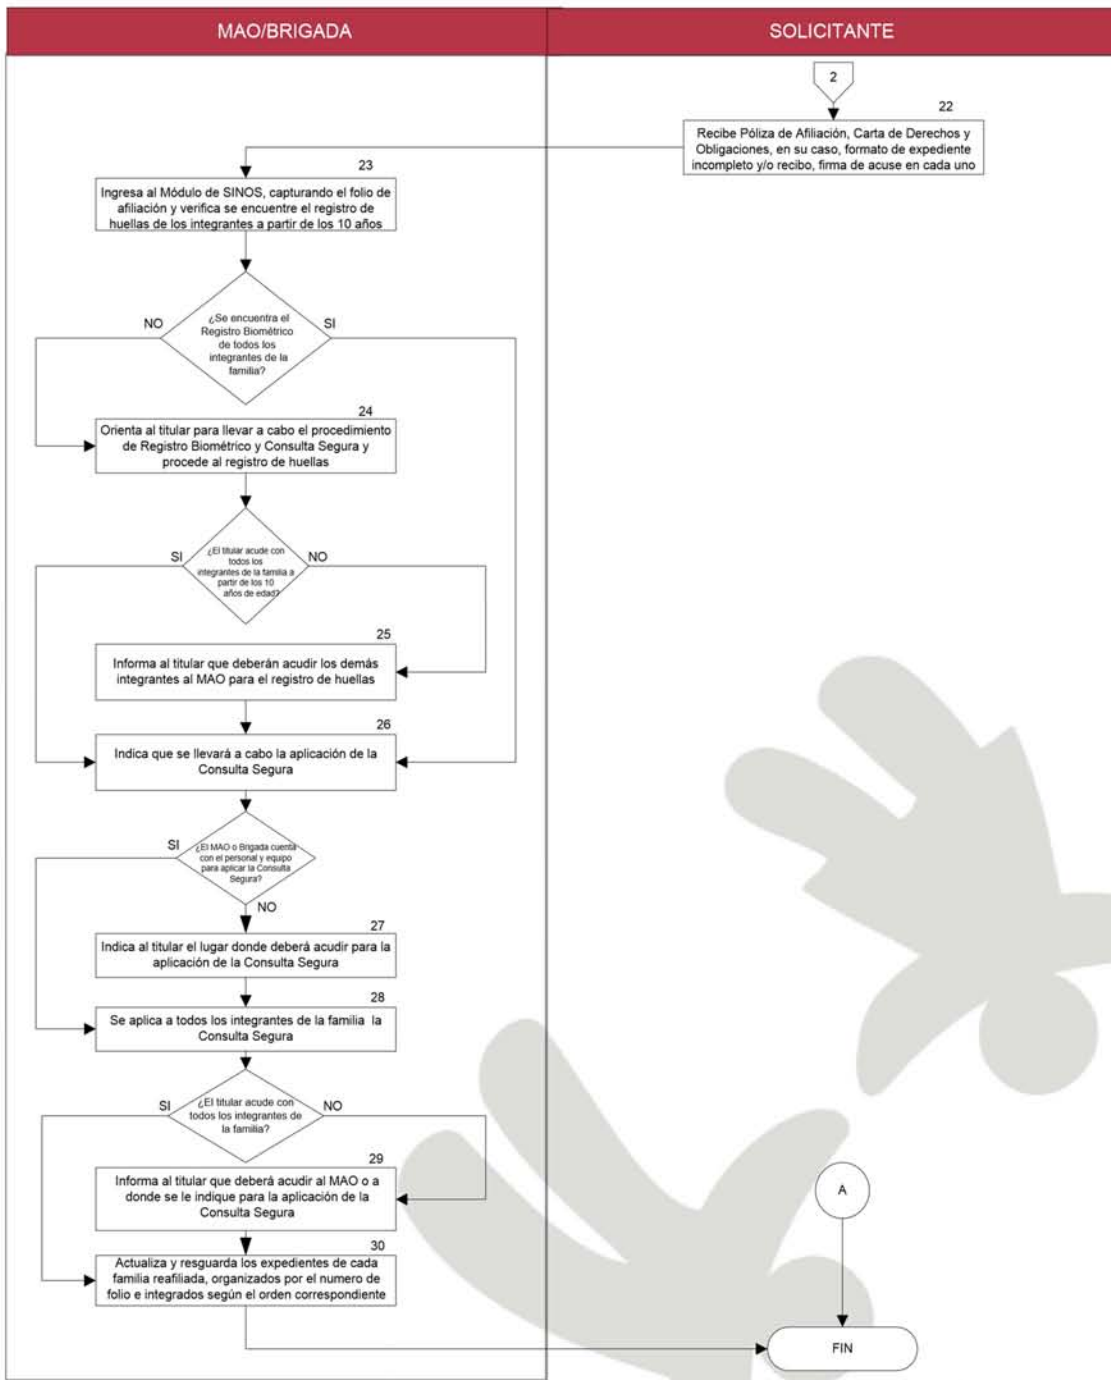 MAO/BRIGADA
SOLICITANTE
2
22
Recibe Póliza de Afiliación, Carta de Derechos y
Obligaciones, en su caso, formato de expediente
incompleto y/o recibo, firma de acuse en cada uno
23
Ingresa al Módulo de SINOS, capturando el folio de
afiliación y verifica se encuentre el registro de
huellas de los integrantes a partir de los 10 años
¿Se encuentra el
Registro Biométrico
de todos los
integrantes de la
familia?
NO
SI
24
Orienta al titular para llevar a cabo el procedimiento
de Registro Biométrico y Consulta Segura y
procede al registro de huellas
¿El titular acude con
todos los
integrantes de la familia a
partir de los 10
años de edad?
SI
NO
25
Informa al titular que deberán acudir los demás
integrantes al MAO para el registro de huellas
26
Indica que se llevará a cabo la aplicación de la
Consulta Segura
¿El MAO o Brigada cuenta
con el personal y equipo
para aplicar la Consulta
Segura?
SI
NO
27
Indica al titular el lugar donde deberá acudir para la
aplicación de la Consulta Segura
28
Se aplica a todos los integrantes de la familia la
Consulta Segura
¿El titular acude con
todos los integrantes de
la familia?
SI
NO
29
Informa al titular que deberá acudir al MAO o a
donde se le indique para la aplicación de la
Consulta Segura
30
Actualiza y resguarda los expedientes de cada
familia reafiliada, organizados por el numero de
folio e integrados según el orden correspondiente
A
FIN